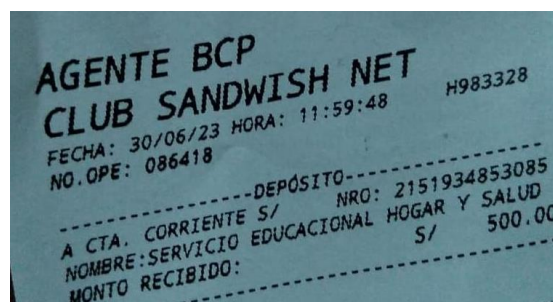 AGENTE BCP
CLUB SANDWISH NET
FECHA: 30/06/23 HORA: 11:59:48 H983328
NO.OPE: 086418
--------------------DEPÓSITO--------------------
A CTA. CORRIENTE S/ NRO: 2151934853085
NOMBRE:SERVICIO EDUCACIONAL HOGAR Y SALUD
MONTO RECIBIDO: S/ 500.00